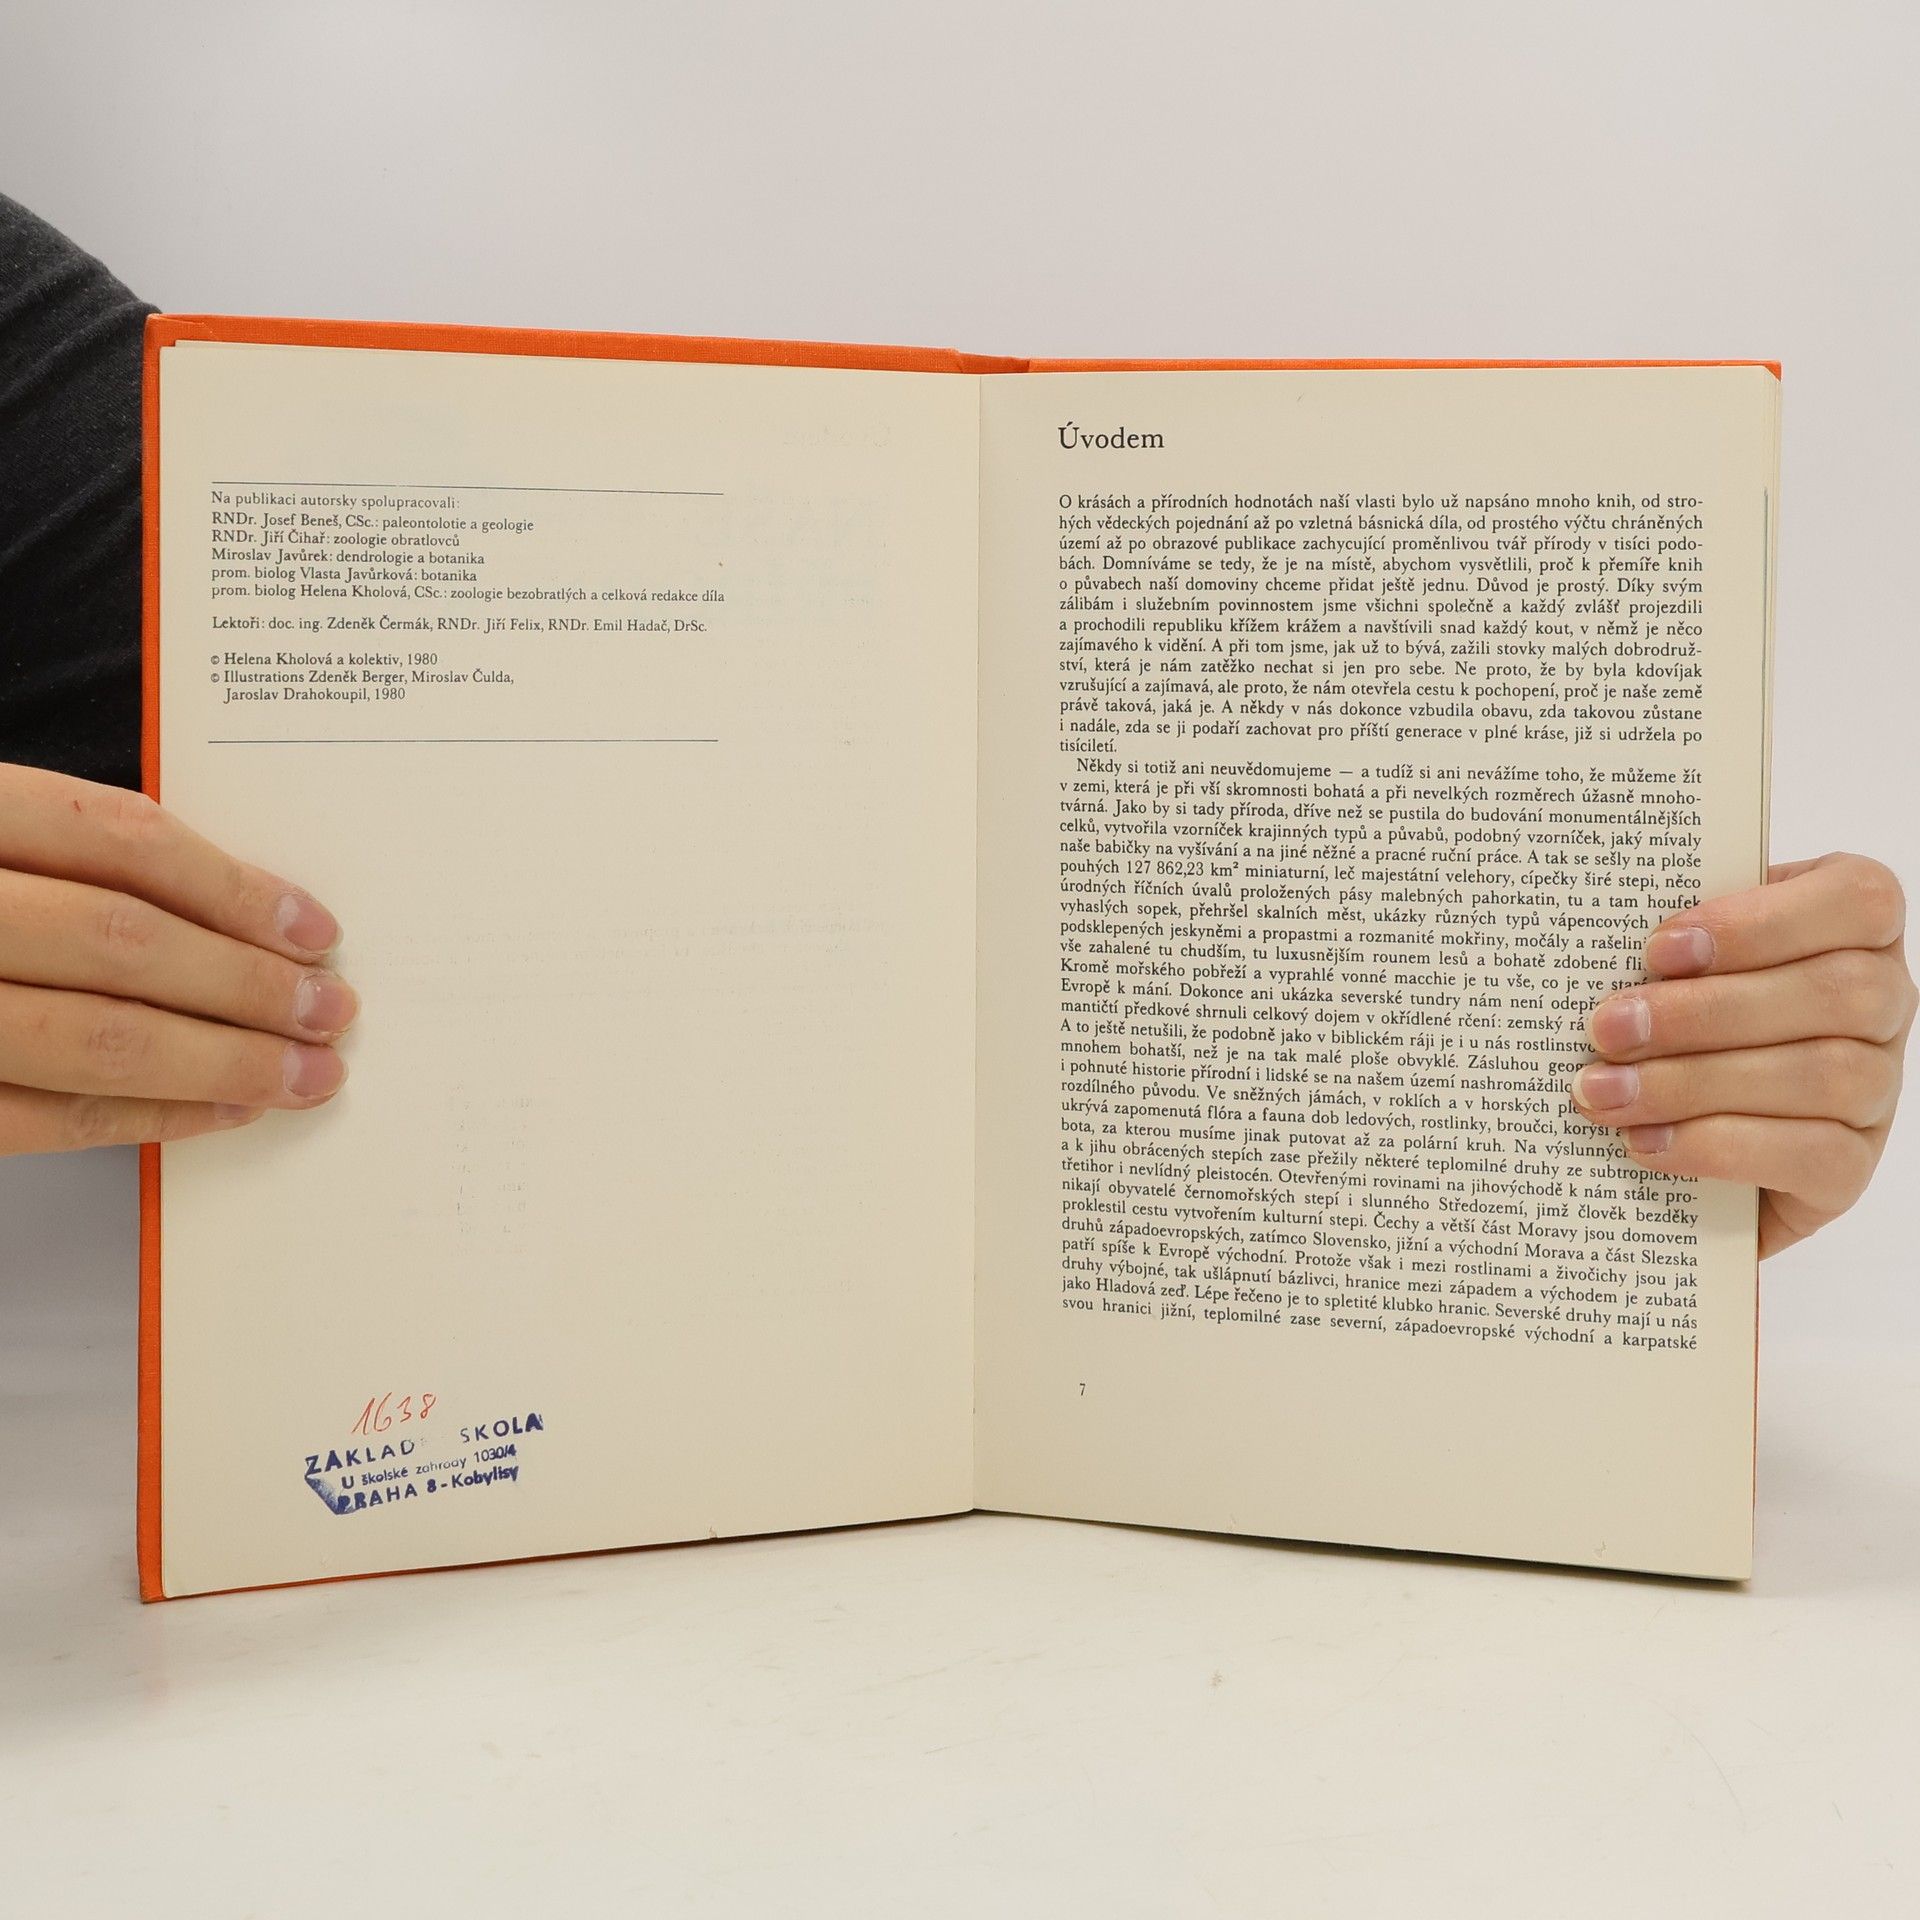 Na publikaci autorsky spolupracovali:
RNDr. Josef Beneš, CSc.: paleontolotie a geologie
RNDr. Jiří Čihař: zoologie obratlovců
Miroslav Javůrek: dendrologie a botanika
prom. biolog Vlasta Javůrková: botanika
prom. biolog Helena Kholová, CSc.: zoologie bezobratlých a celková redakce díla
Lektoři: doc. ing. Zdeněk Čermák, RNDr. Jiří Felix, RNDr. Emil Hadač, DrSc.
© Helena Kholová a kolektiv, 1980
© Illustrations Zdeněk Berger, Miroslav Čulda,
Jaroslav Drahokoupil, 1980
1638
ZÁKLAD SKOLA
U školské zahrady 1030/4
PRAHA 8-Kobylisy
Úvodem
O krásách a přírodních hodnotách naší vlasti bylo už napsáno mnoho knih, od stro-
hých vědeckých pojednání až po vzletná básnická díla, od prostého výčtu chráněných
území až po obrazové publikace zachycující proměnlivou tvář přírody v tisíci podo-
bách. Domníváme se tedy, že je na místě, abychom vysvětlili, proč k přemíře knih
o půvabech naší domoviny chceme přidat ještě jednu. Důvod je prostý. Díky svým
zálibám i služebním povinnostem jsme všichni společně a každý zvlášť projezdili
a prochodili republiku křížem krážem a navštívili snad každý kout, v němž je něco
zajímavého k vidění. A při tom jsme, jak už to bývá, zažili stovky malých dobrodruž-
ství, která je nám zatěžko nechat si jen pro sebe. Ne proto, že by byla kdovíjak
vzrušující a zajímavá, ale proto, že nám otevřela cestu k pochopení, proč je naše země
právě taková, jaká je. A někdy v nás dokonce vzbudila obavu, zda takovou zůstane
i nadále, zda se ji podaří zachovat pro příští generace v plné kráse, již si udržela po
tisíciletí.
Někdy si totiž ani neuvědomujeme — a tudíž si ani nevážíme toho, že můžeme žít
v zemi, která je při vší skromnosti bohatá a při nevelkých rozměrech úžasně mnoho-
tvárná. Jako by si tady příroda, dříve než se pustila do budování monumentálnějších
celků, vytvořila vzorníček krajinných typů a půvabů, podobný vzorníček, jaký mívaly
naše babičky na vyšívání a na jiné něžné a pracné ruční práce. A tak se sešly na ploše
pouhých 127 862,23 km² miniaturní, leč majestátní velehory, cípečky širé stepi, něco
úrodných říčních úvalů proložených pásy malebných pahorkatin, tu a tam houfek
vyhaslých sopek, přehršel skalních měst, ukázky různých typů vápencových
podsklepených jeskyněmi a propastmi a rozmanité mokřiny, močály a
vše zahalené tu chudším, tu luxusnějším rounem lesů a bohatě zdobené
Kromě mořského pobřeží a vyprahlé vonné macchie je tu vše, co je ve
Evropě k mání. Dokonce ani ukázka severské tundry nám není
mantičtí předkové shrnuli celkový dojem v okřídlené rčení: zemský
A to ještě netušili, že podobně jako v biblickém ráji je i u nás
mnohem bohatší, než je na tak malé ploše obvyklé. Zásluhou
i pohnuté historie přírodní i lidské se na našem území
rozdílného původu. Ve sněžných jámách, v roklích a v horských
ukrývá zapomenutá flóra a fauna dob ledových, rostlinky, broučci, korýši
bota, za kterou musíme jinak putovat až za polární kruh. Na
a k jihu obrácených stepích zase přežily některé teplomilné druhy ze subtropických
třetihor i nevlídný pleistocén. Otevřenými rovinami na jihovýchodě k nám stále pro-
nikají obyvatelé černomořských stepí i slunného Středozemí, jimž člověk bezděky
proklestil cestu vytvořením kulturní stepi. Čechy a větší část Moravy jsou domovem
druhů západoevropských, zatímco Slovensko, jižní a východní Morava a část Slezska
patří spíše k Evropě východní. Protože však i mezi rostlinami a živočichy jsou jak
druhy výbojné, tak ušlápnutí bázlivci, hranice mezi západem a východem je zubatá
jako Hladová zeď. Lépe řečeno je to spletité klubko hranic. Severské druhy mají u nás
svou hranici jižní, teplomilné zase severní, západoevropské východní a karpatské
7